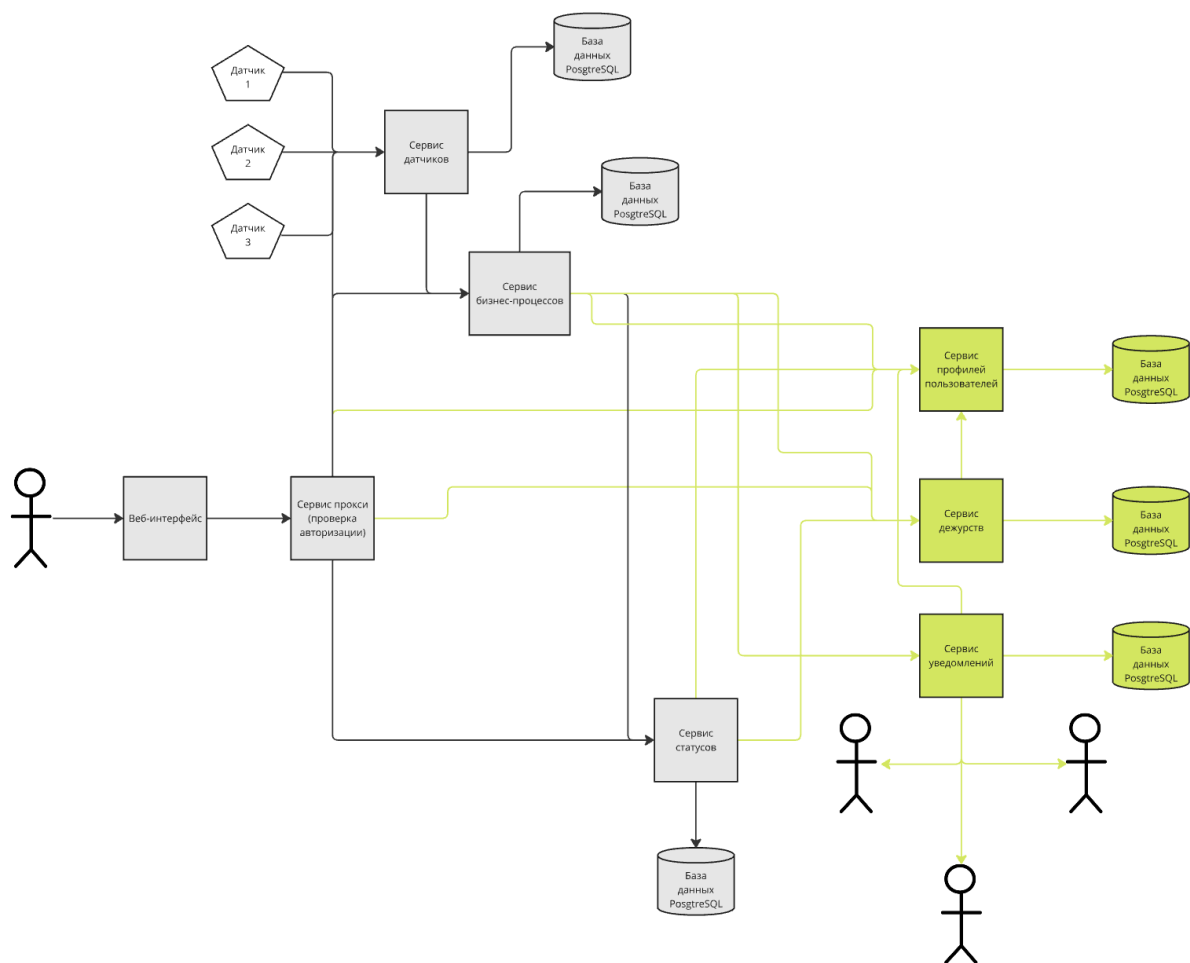 База
данных
PosgtreSQL
Датчик
1
Датчик
2
Сервис
датчиков
Датчик
3
База
данных
PosgtreSQL
Сервис
бизнес-процессов
Сервис
профилей
пользователей
База
данных
PosgtreSQL
Веб-интерфейс
Сервис прокси
(проверка
авторизации)
Сервис
дежурств
База
данных
PosgtreSQL
Сервис
уведомлений
База
данных
PosgtreSQL
Сервис
статусов
База
данных
PosgtreSQL